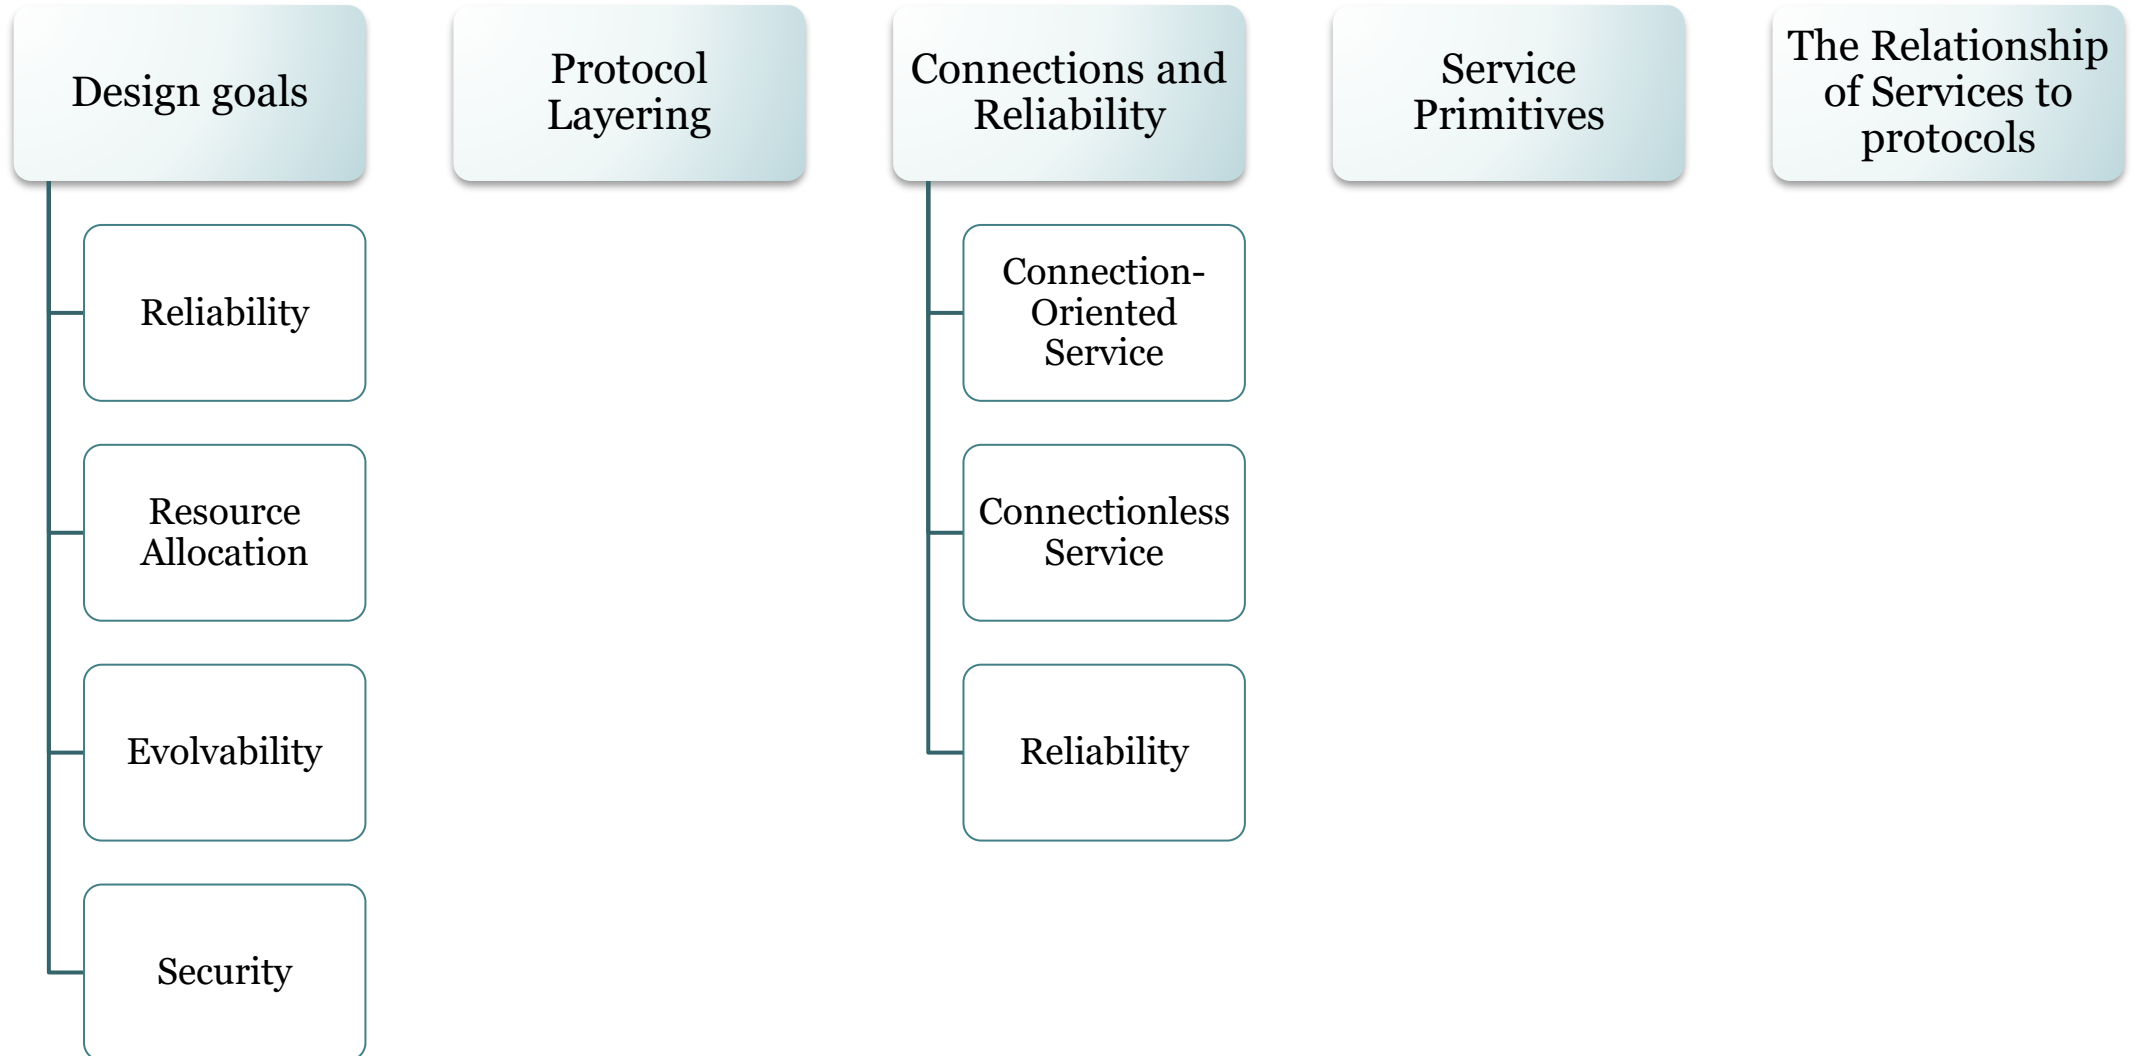 Design goals
Reliability
Resource
Allocation
Evolvability
Security
Protocol
Layering
Connections and
Reliability
Connection-
Oriented
Service
Connectionless
Service
Reliability
Service
Primitives
The Relationship
of Services to
protocols